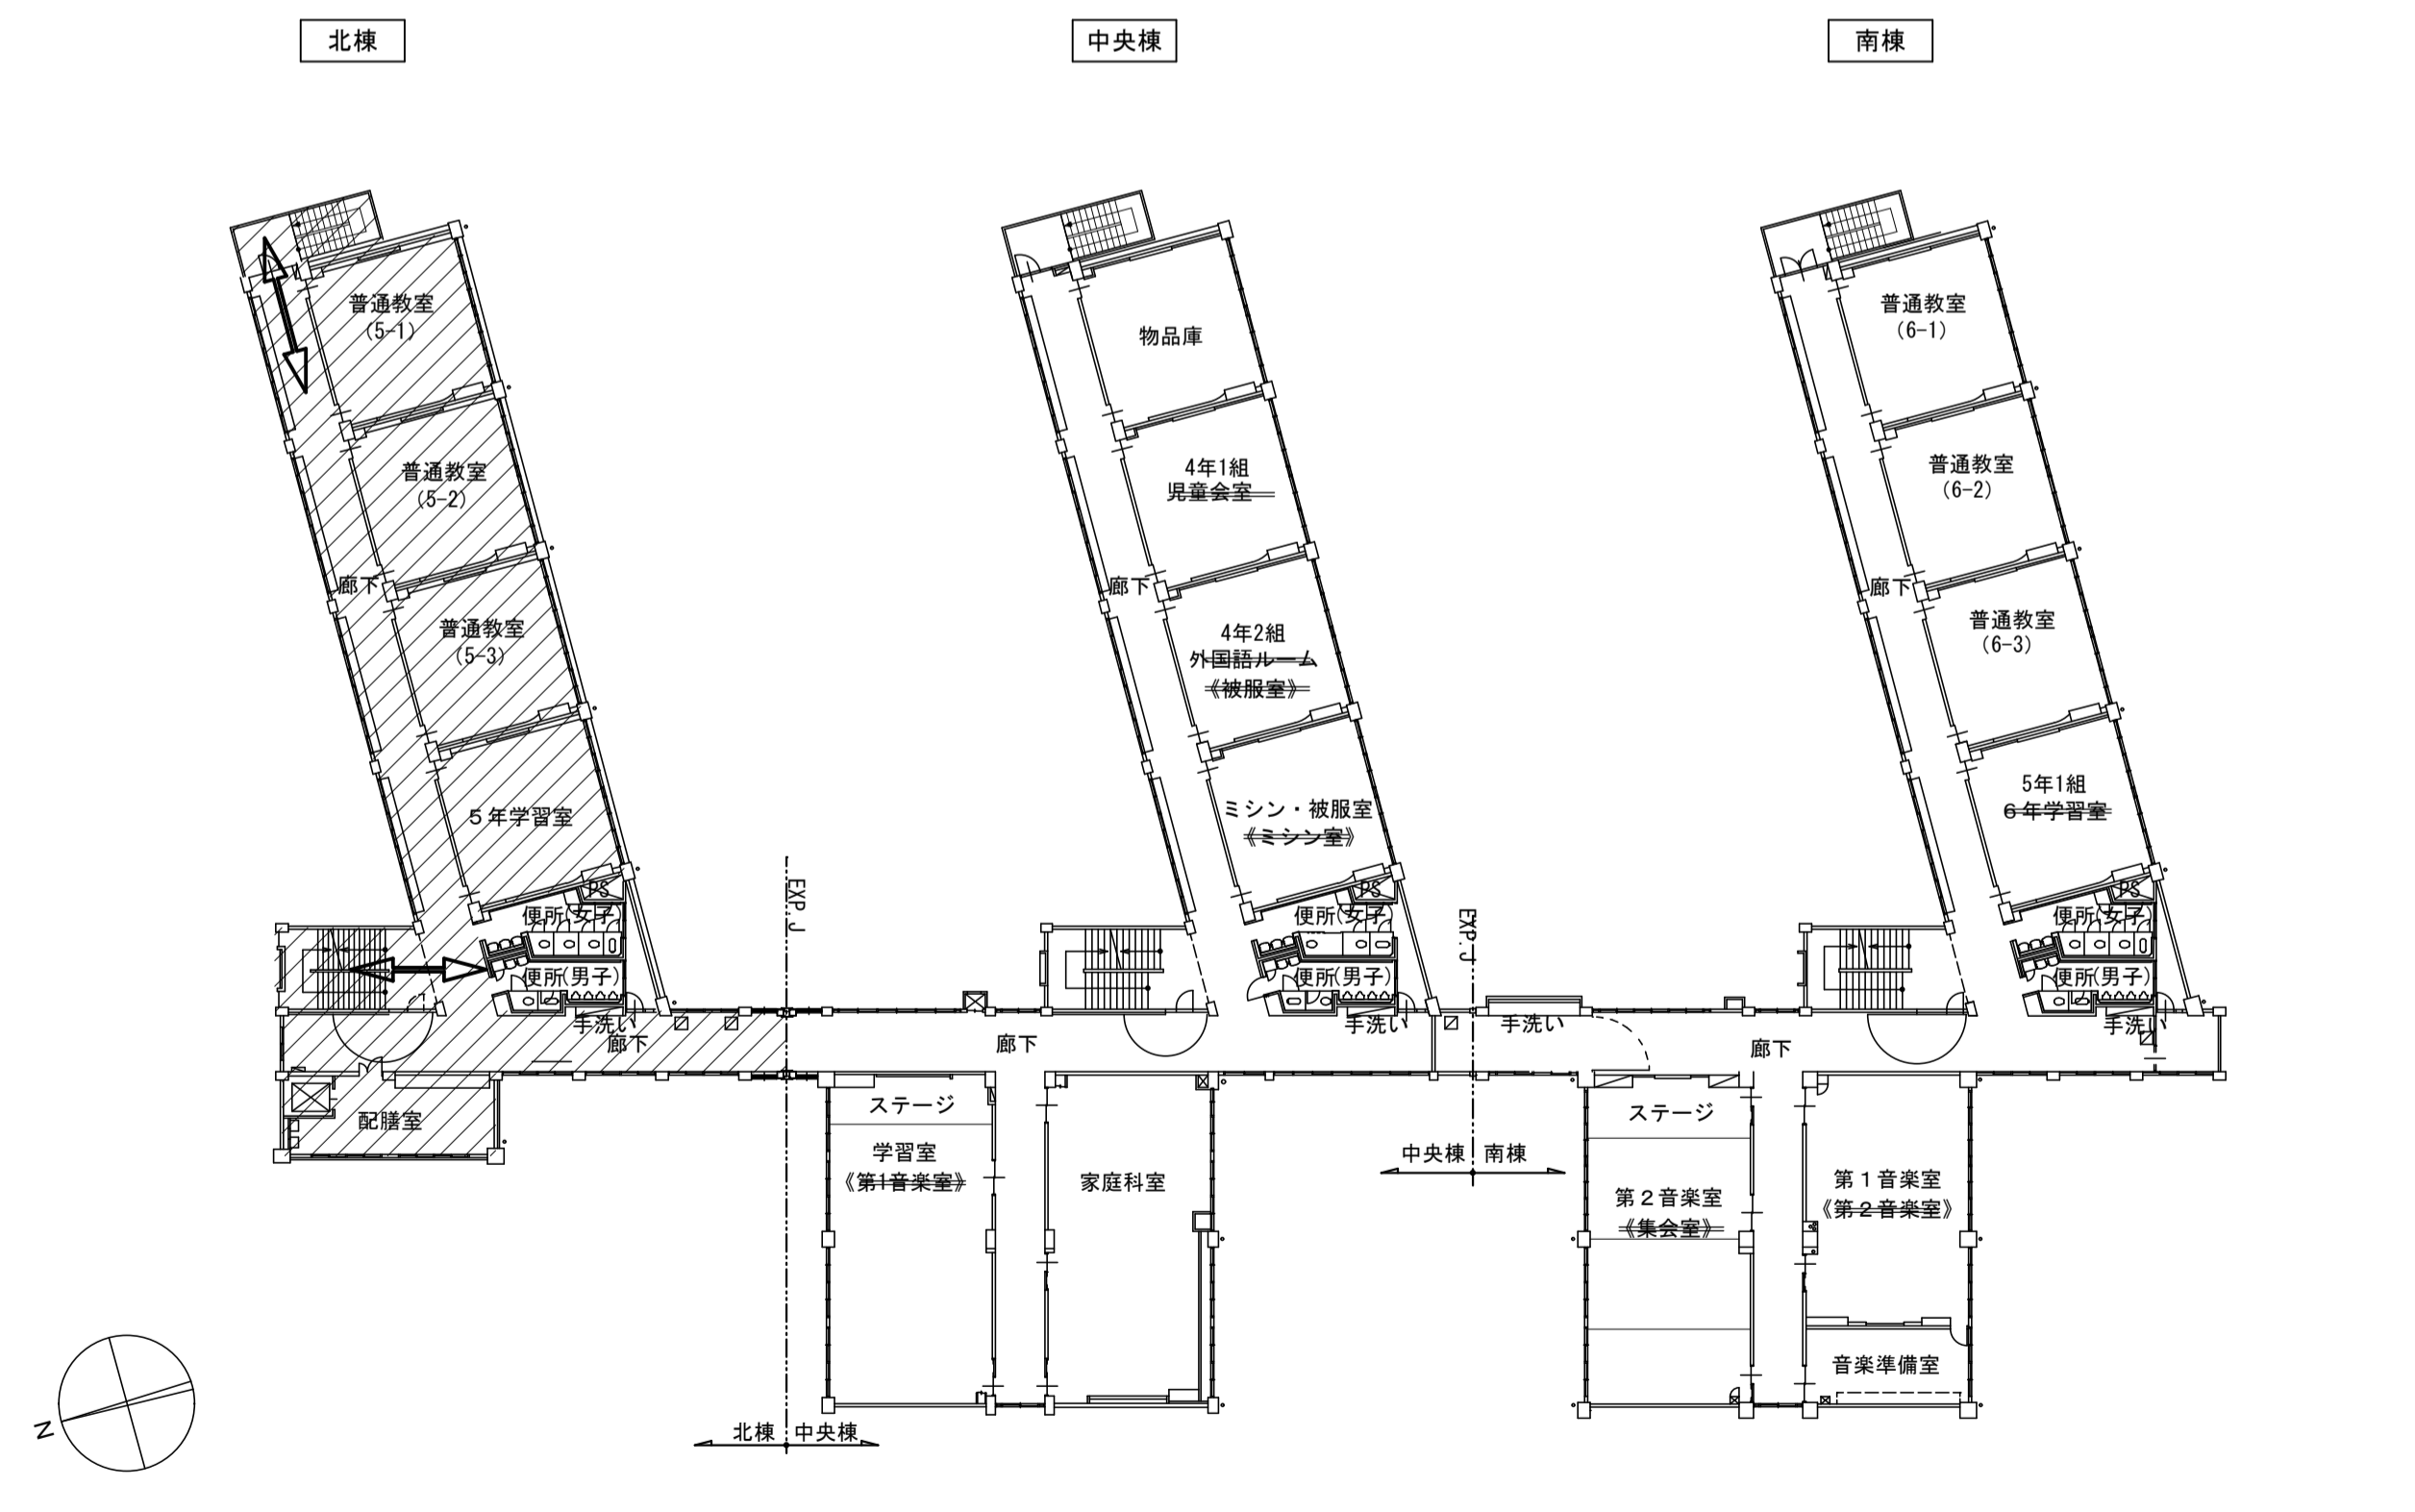 北棟
中央棟
南棟
普通教室
(5-1)
普通教室
(5-2)
廊下
普通教室
(5-3)
５年学習室
PS
便所(女子)
便所(男子)
手洗い
廊下
配膳室
EXP.J
物品庫
4年1組
児童会室
廊下
4年2組
外国語ルーム
《被服室》
ミシン・被服室
《ミシン室》
PS
便所(女子)
便所(男子)
手洗い
廊下
ステージ
学習室
《第1音楽室》
家庭科室
北棟
中央棟
EXP.J
手洗い
中央棟
南棟
普通教室
(6-1)
普通教室
(6-2)
廊下
普通教室
(6-3)
5年1組
６年学習室
PS
便所(女子)
便所(男子)
手洗い
廊下
ステージ
第２音楽室
《集会室》
第１音楽室
《第２音楽室》
音楽準備室
N